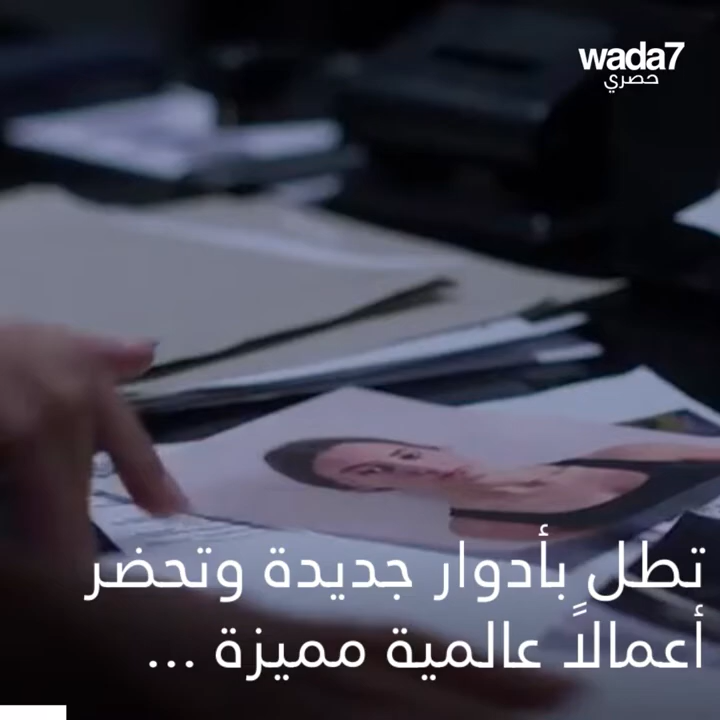 wada7
حصري
تطل بأدوار جديدة وتحضر
أعمالاً عالمية مميزة ...